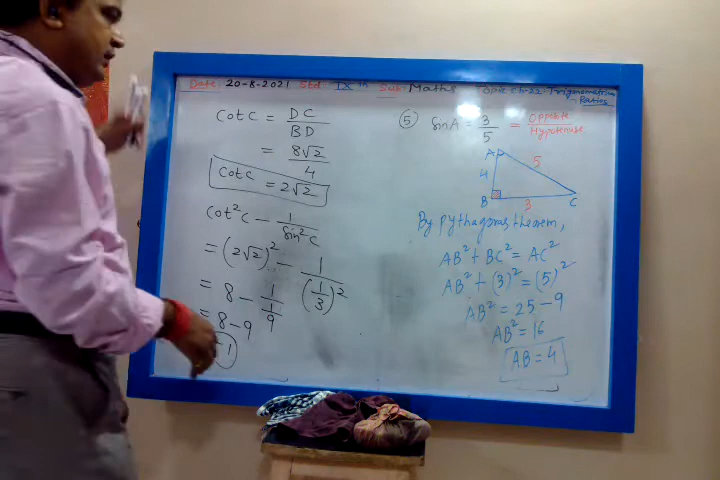 Date: 20-8-2021 Std: IX th Sub: Maths Topic: Ch:5. Trigonometric Ratios
Cot C = DC/BD
= 8√2/4
Cot C = 2√2
Cot²C - 1/Sin²C
= (2√2)² - 1/(1/3)²
= 8 - 1/(1/9)
= 8 - 9
1
5 SinA = 3/5 = Opposite/Hypotenuse
A
4 5
B 3 C
By pythagoras theorem,
AB² + BC² = AC²
AB² + (3)² = (5)²
AB² = 25 - 9
AB² = 16
AB = 4